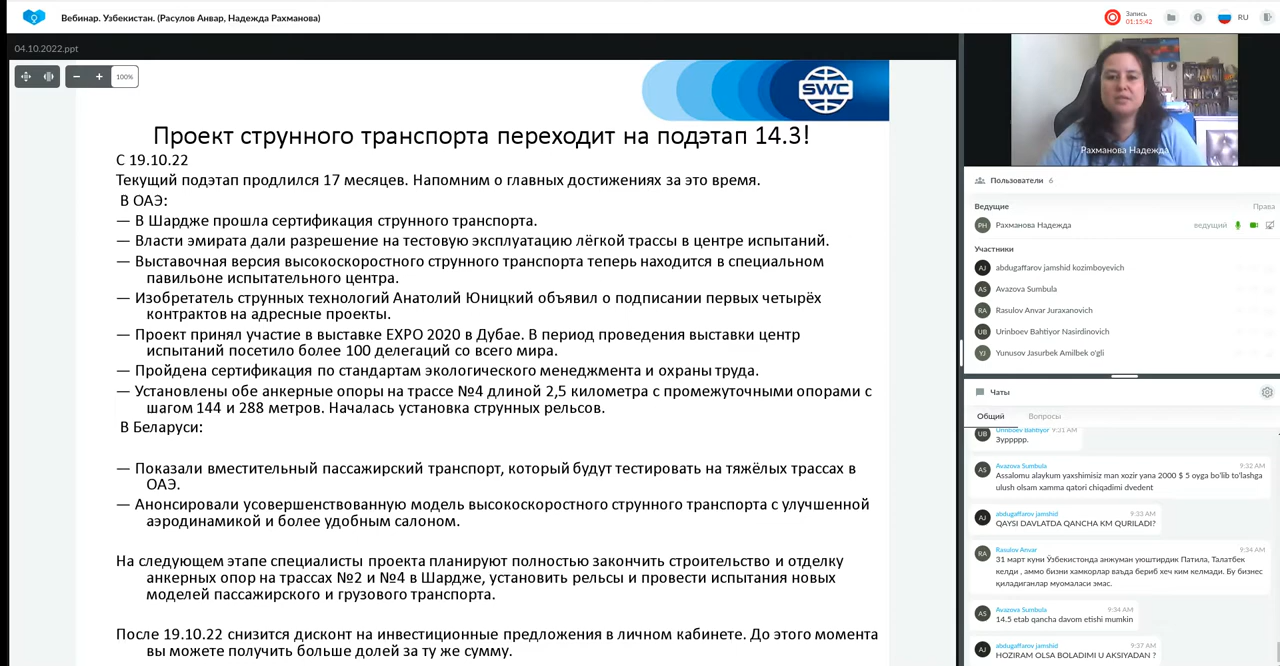 Вебинар. Узбекистан. (Расулов Анвар, Надежда Рахманова)
Запись
01:15:42
RU
04.10.2022.ppt
100%
SWC
Проект струнного транспорта переходит на подэтап 14.3!
С 19.10.22
Текущий подэтап продлился 17 месяцев. Напомним о главных достижениях за это время.
В ОАЭ:
— В Шардже прошла сертификация струнного транспорта.
— Власти эмирата дали разрешение на тестовую эксплуатацию лёгкой трассы в центре испытаний.
— Выставочная версия высокоскоростного струнного транспорта теперь находится в специальном
павильоне испытательного центра.
— Изобретатель струнных технологий Анатолий Юницкий объявил о подписании первых четырёх
контрактов на адресные проекты.
— Проект принял участие в выставке EXPO 2020 в Дубае. В период проведения выставки центр
испытаний посетило более 100 делегаций со всего мира.
— Пройдена сертификация по стандартам экологического менеджмента и охраны труда.
— Установлены обе анкерные опоры на трассе №4 длиной 2,5 километра с промежуточными опорами с
шагом 144 и 288 метров. Началась установка струнных рельсов.
В Беларуси:
— Показали вместительный пассажирский транспорт, который будут тестировать на тяжёлых трассах в
ОАЭ.
— Анонсировали усовершенствованную модель высокоскоростного струнного транспорта с улучшенной
аэродинамикой и более удобным салоном.
На следующем этапе специалисты проекта планируют полностью закончить строительство и отделку
анкерных опор на трассах №2 и №4 в Шардже, установить рельсы и провести испытания новых
моделей пассажирского и грузового транспорта.
После 19.10.22 снизится дисконт на инвестиционные предложения в личном кабинете. До этого момента
вы можете получить больше долей за ту же сумму.
Рахманова Надежда
Пользователи 6
Ведущие Права
РН Рахманова Надежда ведущий
Участники
AJ abdugaffarov jamshid kozimboyevich
AS Avazova Sumbula
RA Rasulov Anvar Juraxanovich
UB Urinboev Bahtiyor Nasirdinovich
YJ Yunusov Jasurbek Amilbek o'gli
Чаты
Общий Вопросы
UB Urinboev Bahtiyor 9:31 AM
Зуррррр.
AS Avazova Sumbula 9:32 AM
Assalomu alaykum yaxshimisiz man xozir yana 2000 $ 5 oyga bo'lib to'lashga
ulush olsam xamma qatori chiqadimi dvedent
AJ abdugaffarov jamshid 9:33 AM
QAYSI DAVLATDA QANCHA KM QURILADI?
RA Rasulov Anvar 9:34 AM
31 март куни Ўзбекистонда анжуман уюштирдик Патила, Талатбек
келди , аммо бизни хамкорлар ваъда бериб хеч ким келмади. Бу бизнес
қиладиганлар муомаласи эмас.
AS Avazova Sumbula 9:34 AM
14.5 etab qancha davom etishi mumkin
AJ abdugaffarov jamshid 9:37 AM
HOZIRAM OLSA BOLADIMI U AKSIYADAN ?